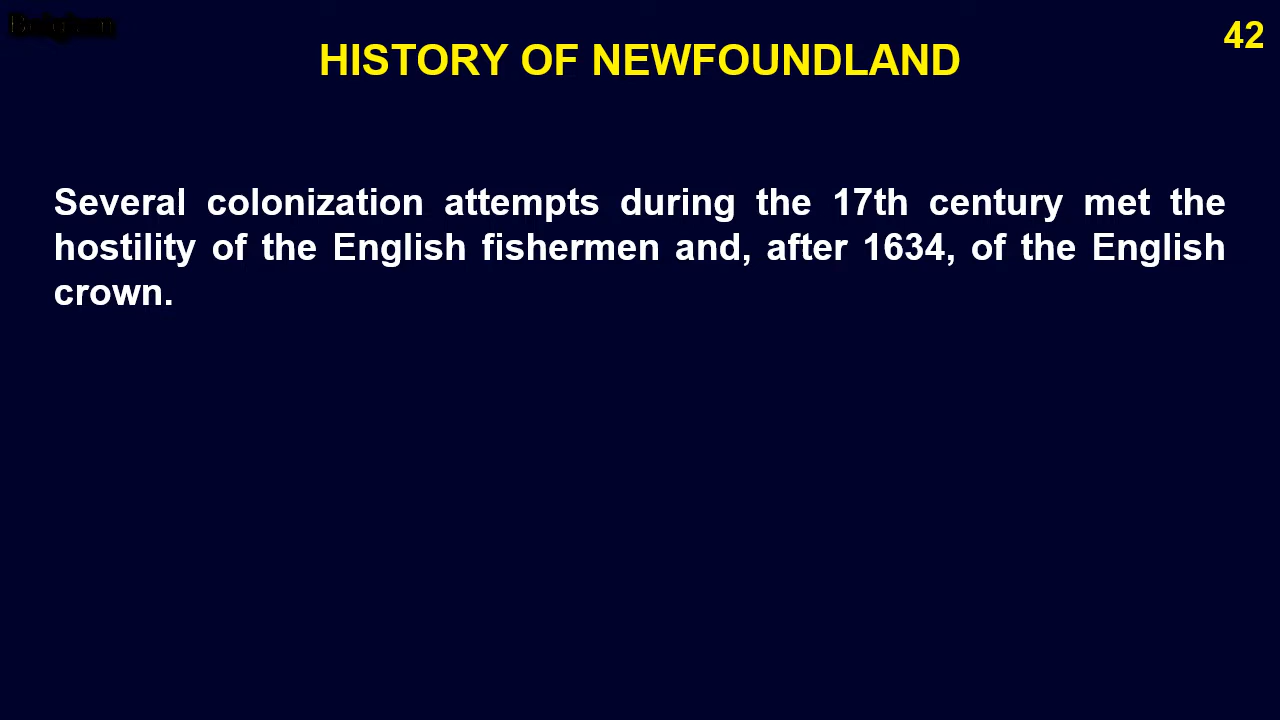 42
HISTORY OF NEWFOUNDLAND
Several colonization attempts during the 17th century met the
hostility of the English fishermen and, after 1634, of the English
crown.